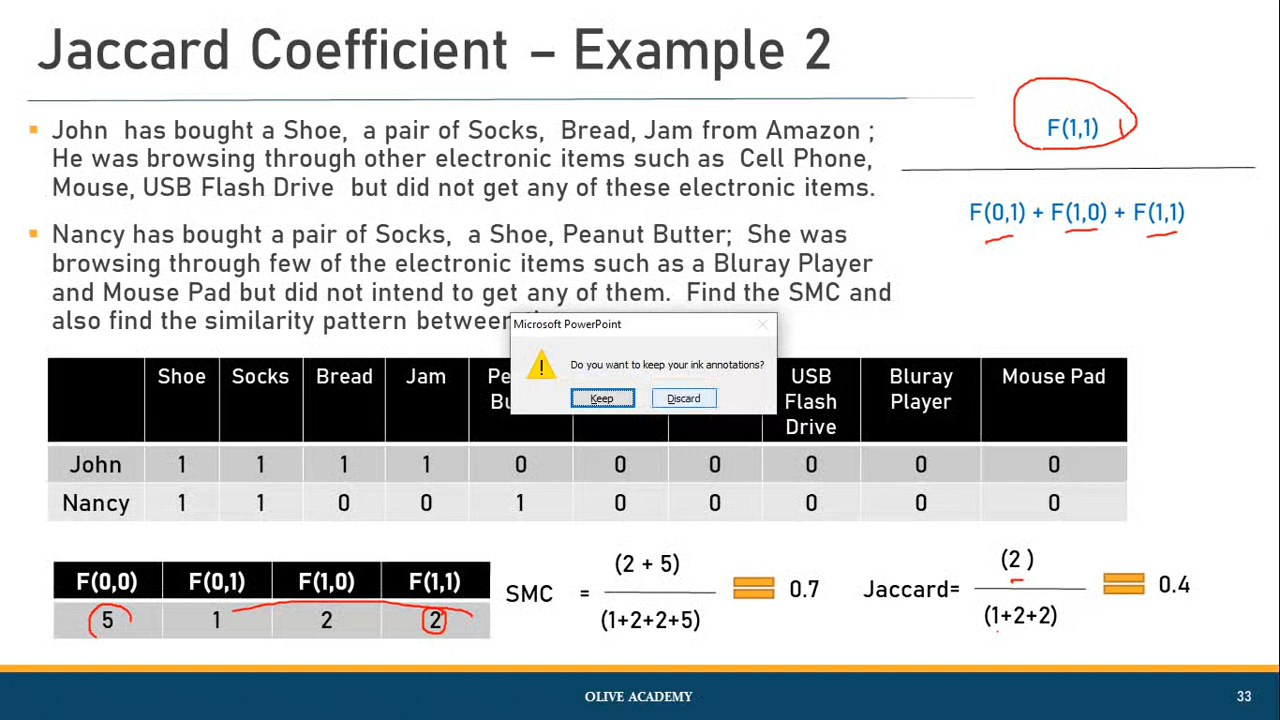 Jaccard Coefficient – Example 2
F(1,1)
F(0,1) + F(1,0) + F(1,1)
▪ John has bought a Shoe, a pair of Socks, Bread, Jam from Amazon ;
He was browsing through other electronic items such as Cell Phone,
Mouse, USB Flash Drive but did not get any of these electronic items.
▪ Nancy has bought a pair of Socks, a Shoe, Peanut Butter; She was
browsing through few of the electronic items such as a Bluray Player
and Mouse Pad but did not intend to get any of them. Find the SMC and
also find the similarity pattern between
Microsoft PowerPoint
Do you want to keep your ink annotations?
Keep Discard
Shoe Socks Bread Jam USB Flash Drive Bluray Player Mouse Pad
John 1 1 1 1 0 0 0 0 0 0
Nancy 1 1 0 0 1 0 0 0 0 0
F(0,0) F(0,1) F(1,0) F(1,1)
5 1 2 2
SMC = (2 + 5)
(1+2+2+5)
0.7
Jaccard= (2 )
(1+2+2)
0.4
OLIVE ACADEMY
33